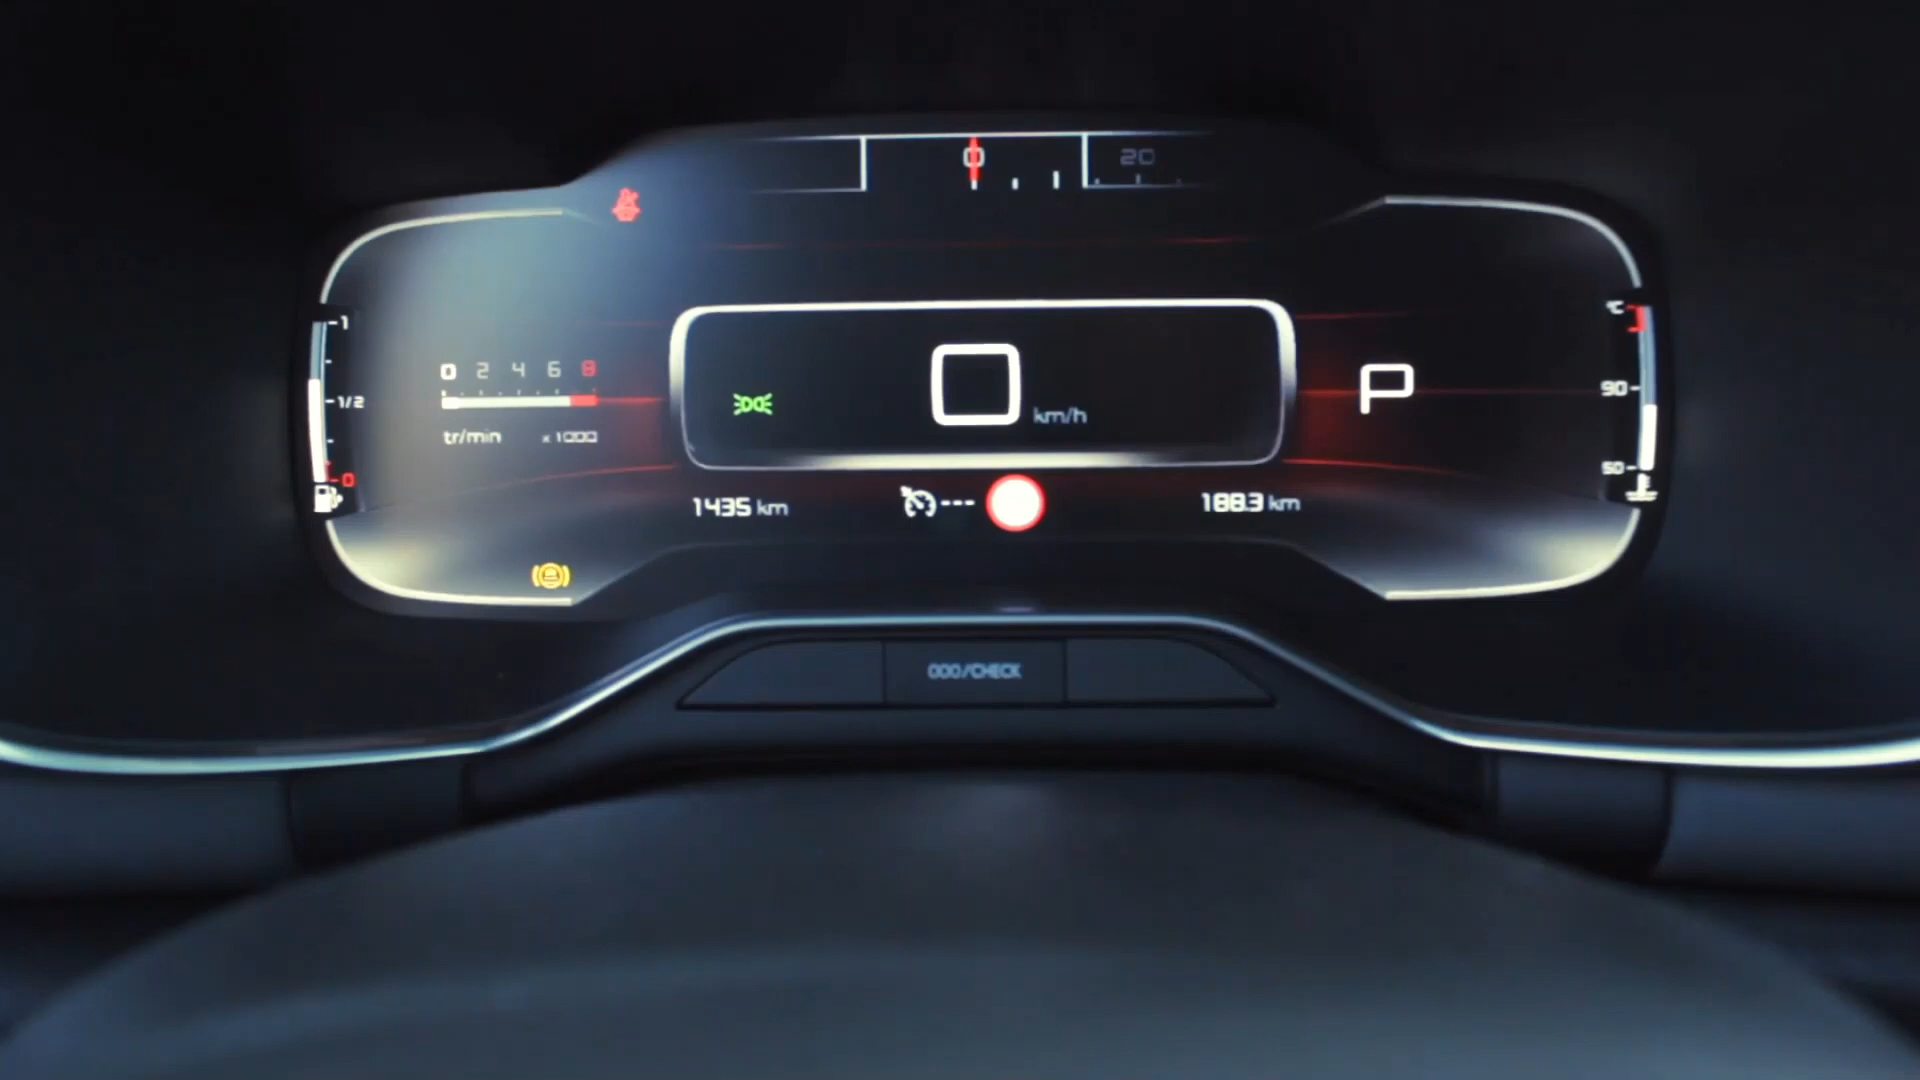 0 20
1
1/2
0
0 2 4 6 8
tr/min x 1000
0 km/h
P
°C
90
50
1435 km
---
188.3 km
000/CHECK